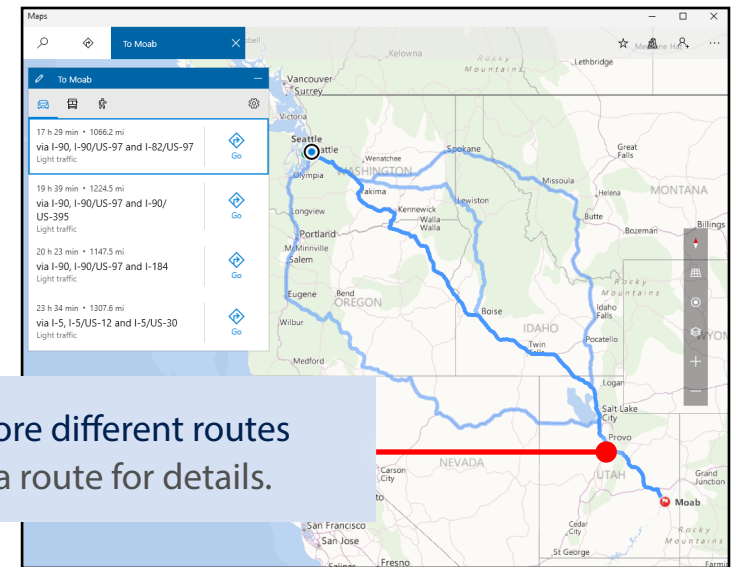 Maps
To Moab
Medicine Hat
To Moab
17 h 29 min • 1066.2 mi
via I-90, I-90/US-97 and I-82/US-97
Light traffic
Go
19 h 39 min • 1224.5 mi
via I-90, I-90/US-97 and I-90/
US-395
Light traffic
Go
20 h 23 min • 1147.5 mi
via I-90, I-90/US-97 and I-184
Light traffic
Go
23 h 34 min • 1307.6 mi
via I-5, I-5/US-12 and I-5/US-30
Light traffic
Go
Kelowna
Rocky
Mountains
Lethbridge
Vancouver
Surrey
Victoria
Seattle
Spokane
Great
Falls
Wenatchee
WASHINGTON
Olympia
Missoula
Helena
MONTANA
Lewiston
Longview
Kennewick
Walla
Walla
Butte
Billings
Portland
Bozeman
McMinnville
Salem
Rocky
Mountains
Eugene
Bend
OREGON
Idaho
Falls
Boise
Wilbur
IDAHO
Pocatello
Twin
Medford
Logan
Salt Lake
City
Provo
ore different routes
a route for details.
NEVADA
Carson
City
UTAH
Grand
Junction
Moab
San Francisco
San Jose
Cedar
City
Rocky
Mountains
St George
Salinas
Fresno